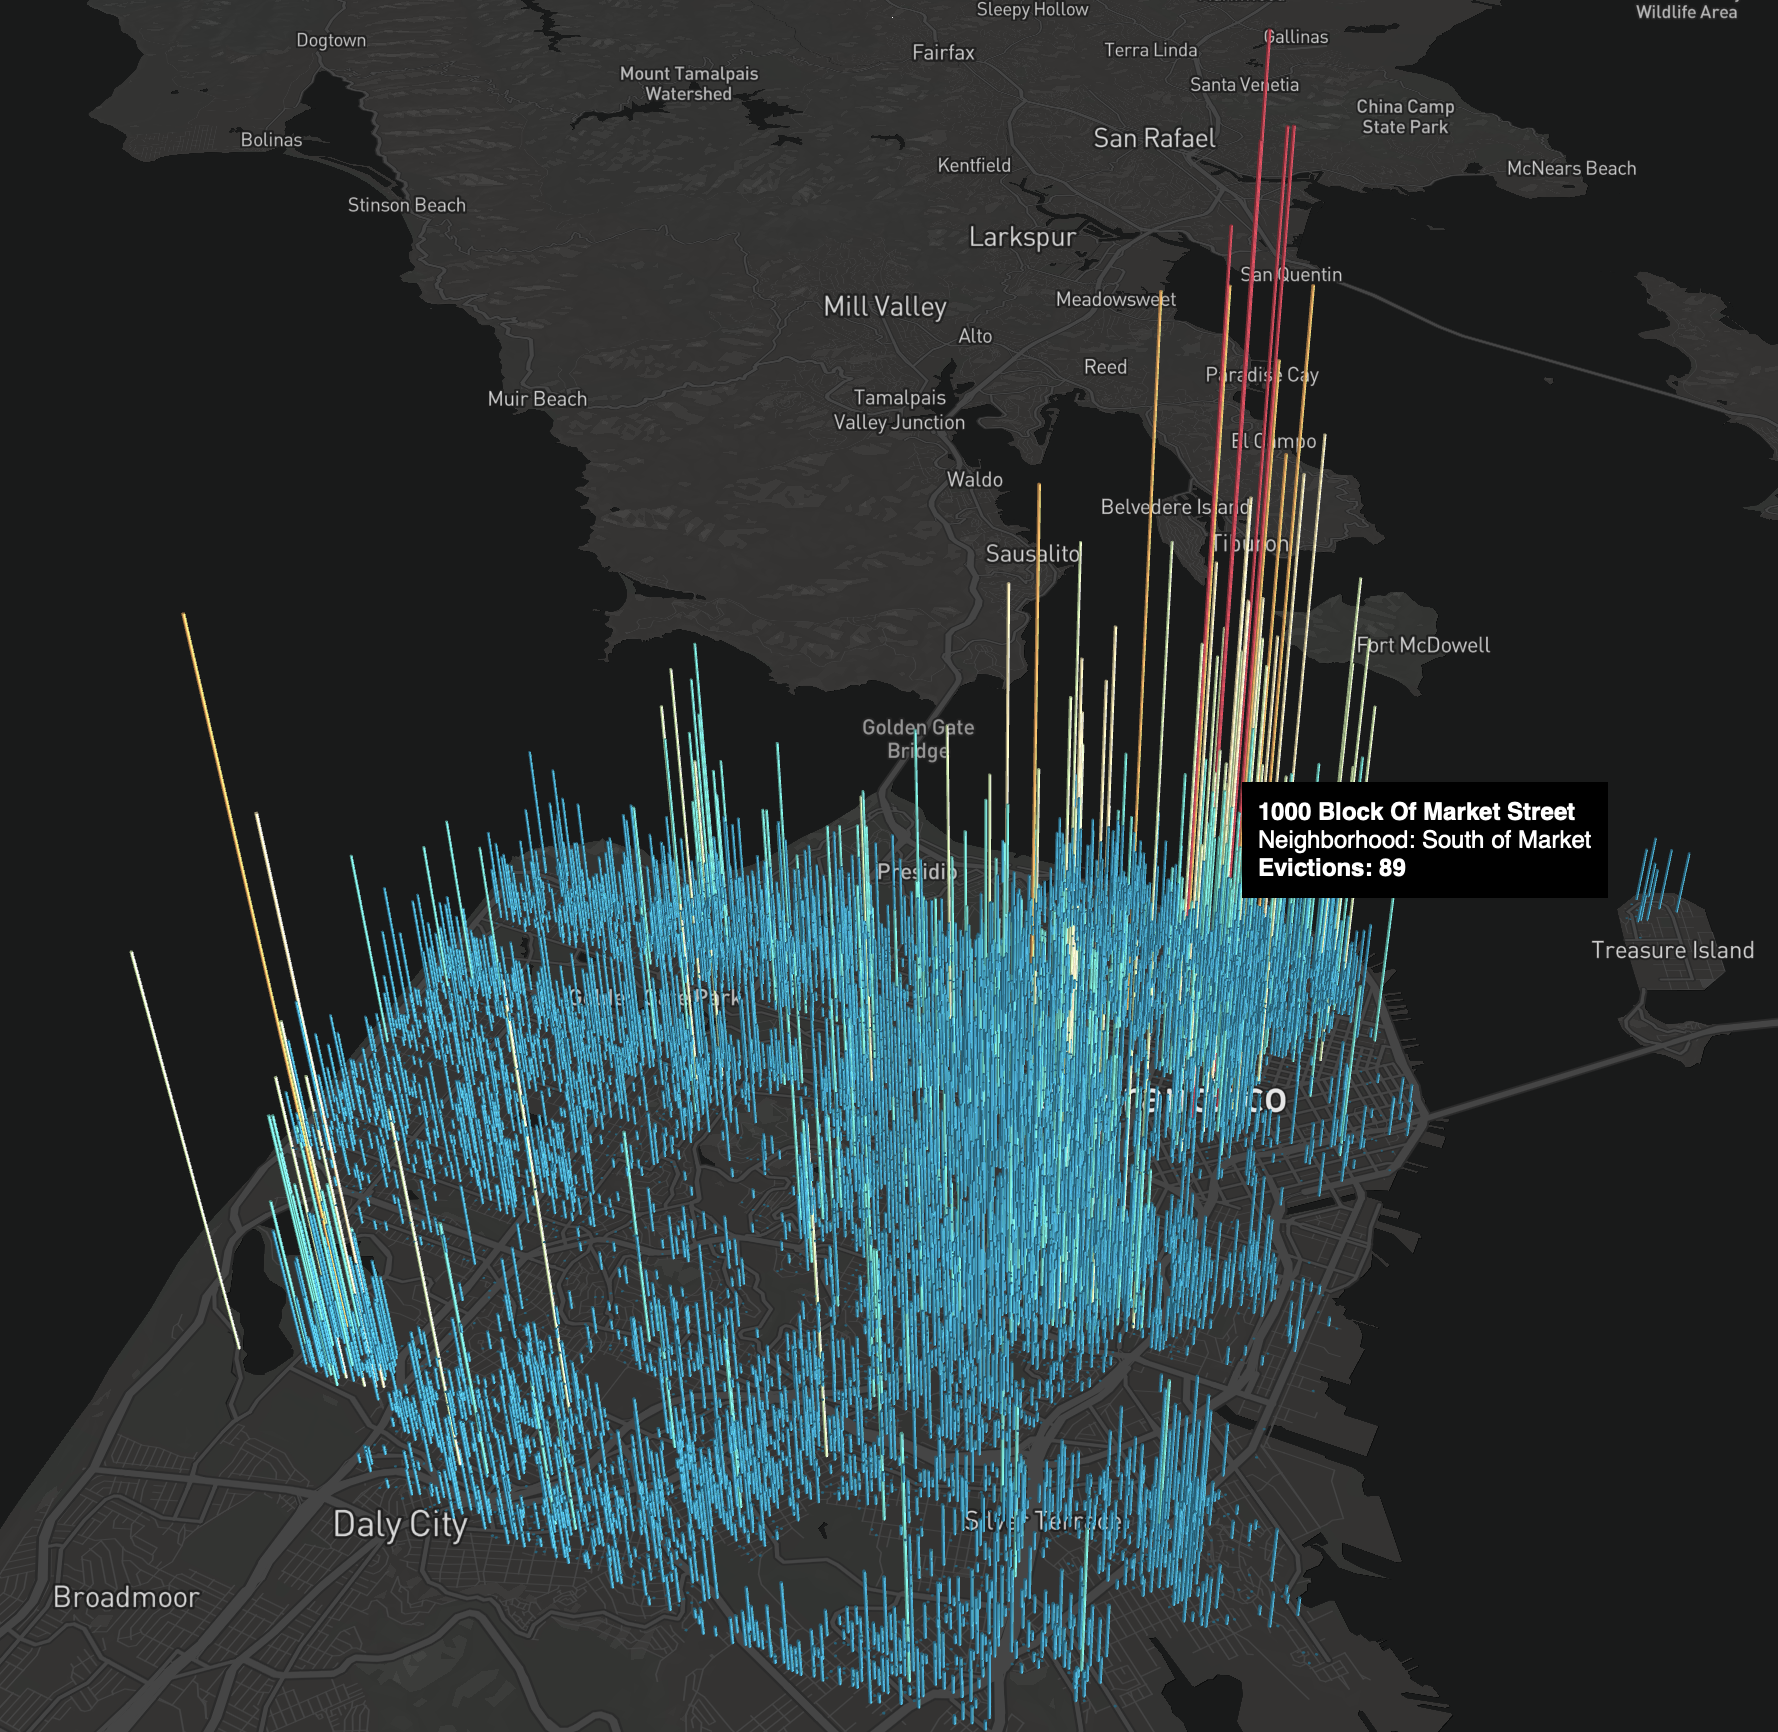 Sleepy Hollow
Wildlife Area
Dogtown
Gallinas
Fairfax
Terra Linda
Mount Tamalpais
Watershed
Santa Venetia
China Camp
State Park
Bolinas
San Rafael
Kentfield
McNears Beach
Stinson Beach
Larkspur
San Quentin
Meadowsweet
Mill Valley
Alto
Reed
Paradise Cay
Muir Beach
Tamalpais
Valley Junction
El Campo
Waldo
Belvedere Island
Sausalito
Tiburon
Fort McDowell
Golden Gate
Bridge
1000 Block Of Market Street
Neighborhood: South of Market
Evictions: 89
Presidio
Treasure Island
Golden Gate Park
Daly City
Silver Terrace
Broadmoor